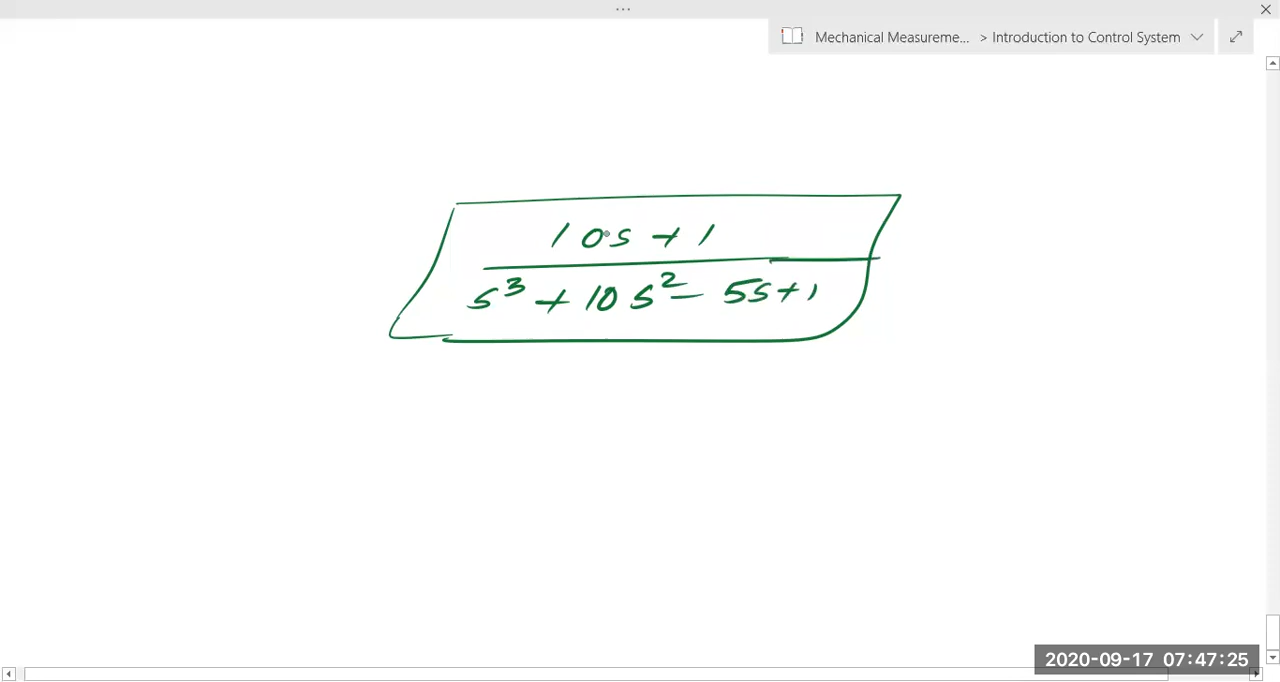 ...
Mechanical Measureme... > Introduction to Control System
10s + 1
s³ + 10s² - 5s + 1
2020-09-17 07:47:25